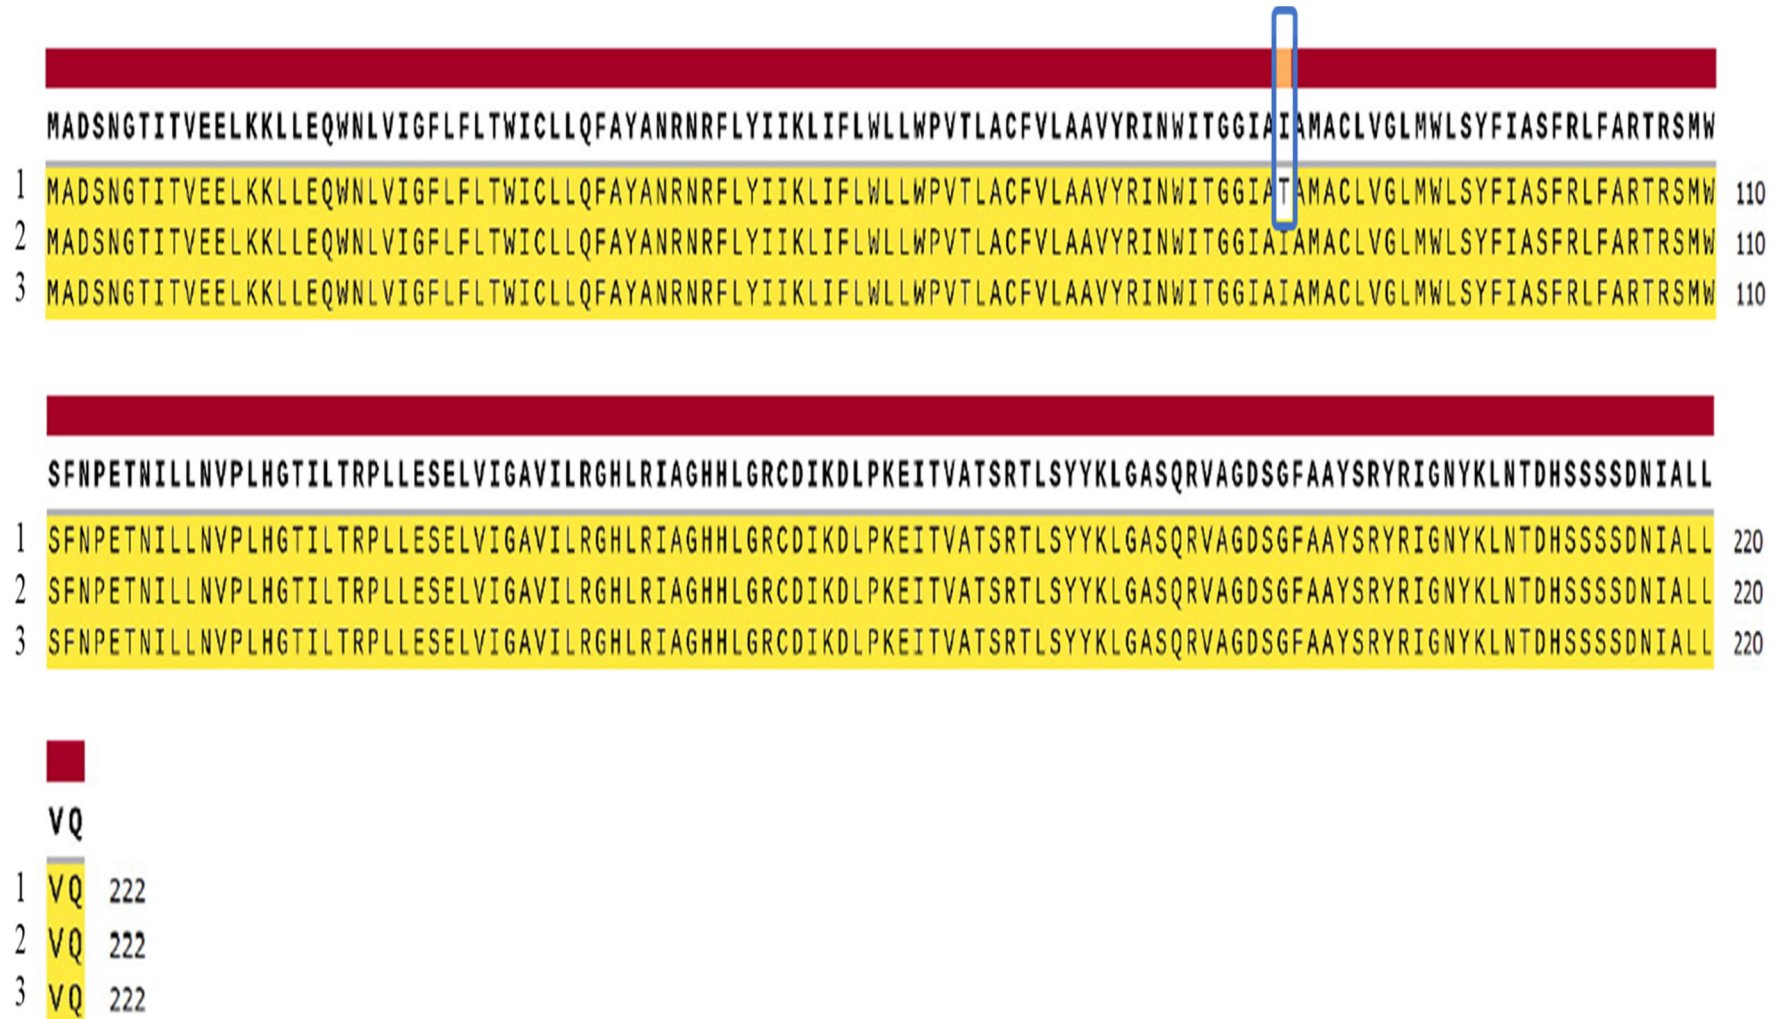 MADSNGTITVEELKKLLEQWNLVIGFLFLTWICLLQFAYANRNRFLYIIKLIFLWLLWPVTLACFVLAAVYRINWITGGIAIAMACLVGLMWLSYFIASFRLFARTRSMW
1 MADSNGTITVEELKKLLEQWNLVIGFLFLTWICLLQFAYANRNRFLYIIKLIFLWLLWPVTLACFVLAAVYRINWITGGIATAMACLVGLMWLSYFIASFRLFARTRSMW 110
2 MADSNGTITVEELKKLLEQWNLVIGFLFLTWICLLQFAYANRNRFLYIIKLIFLWLLWPVTLACFVLAAVYRINWITGGIAIAMACLVGLMWLSYFIASFRLFARTRSMW 110
3 MADSNGTITVEELKKLLEQWNLVIGFLFLTWICLLQFAYANRNRFLYIIKLIFLWLLWPVTLACFVLAAVYRINWITGGIAIAMACLVGLMWLSYFIASFRLFARTRSMW 110
SFNPETNILLNVPLHGTILTRPLLESELVIGAVILRGHLRIAGHHLGRCDIKDLPKEITVATSRTLSYYKLGASQRVAGDSGFAAYSRYRIGNYKLNTDHSSSSDNIALL
1 SFNPETNILLNVPLHGTILTRPLLESELVIGAVILRGHLRIAGHHLGRCDIKDLPKEITVATSRTLSYYKLGASQRVAGDSGFAAYSRYRIGNYKLNTDHSSSSDNIALL 220
2 SFNPETNILLNVPLHGTILTRPLLESELVIGAVILRGHLRIAGHHLGRCDIKDLPKEITVATSRTLSYYKLGASQRVAGDSGFAAYSRYRIGNYKLNTDHSSSSDNIALL 220
3 SFNPETNILLNVPLHGTILTRPLLESELVIGAVILRGHLRIAGHHLGRCDIKDLPKEITVATSRTLSYYKLGASQRVAGDSGFAAYSRYRIGNYKLNTDHSSSSDNIALL 220
VQ
1 VQ 222
2 VQ 222
3 VQ 222